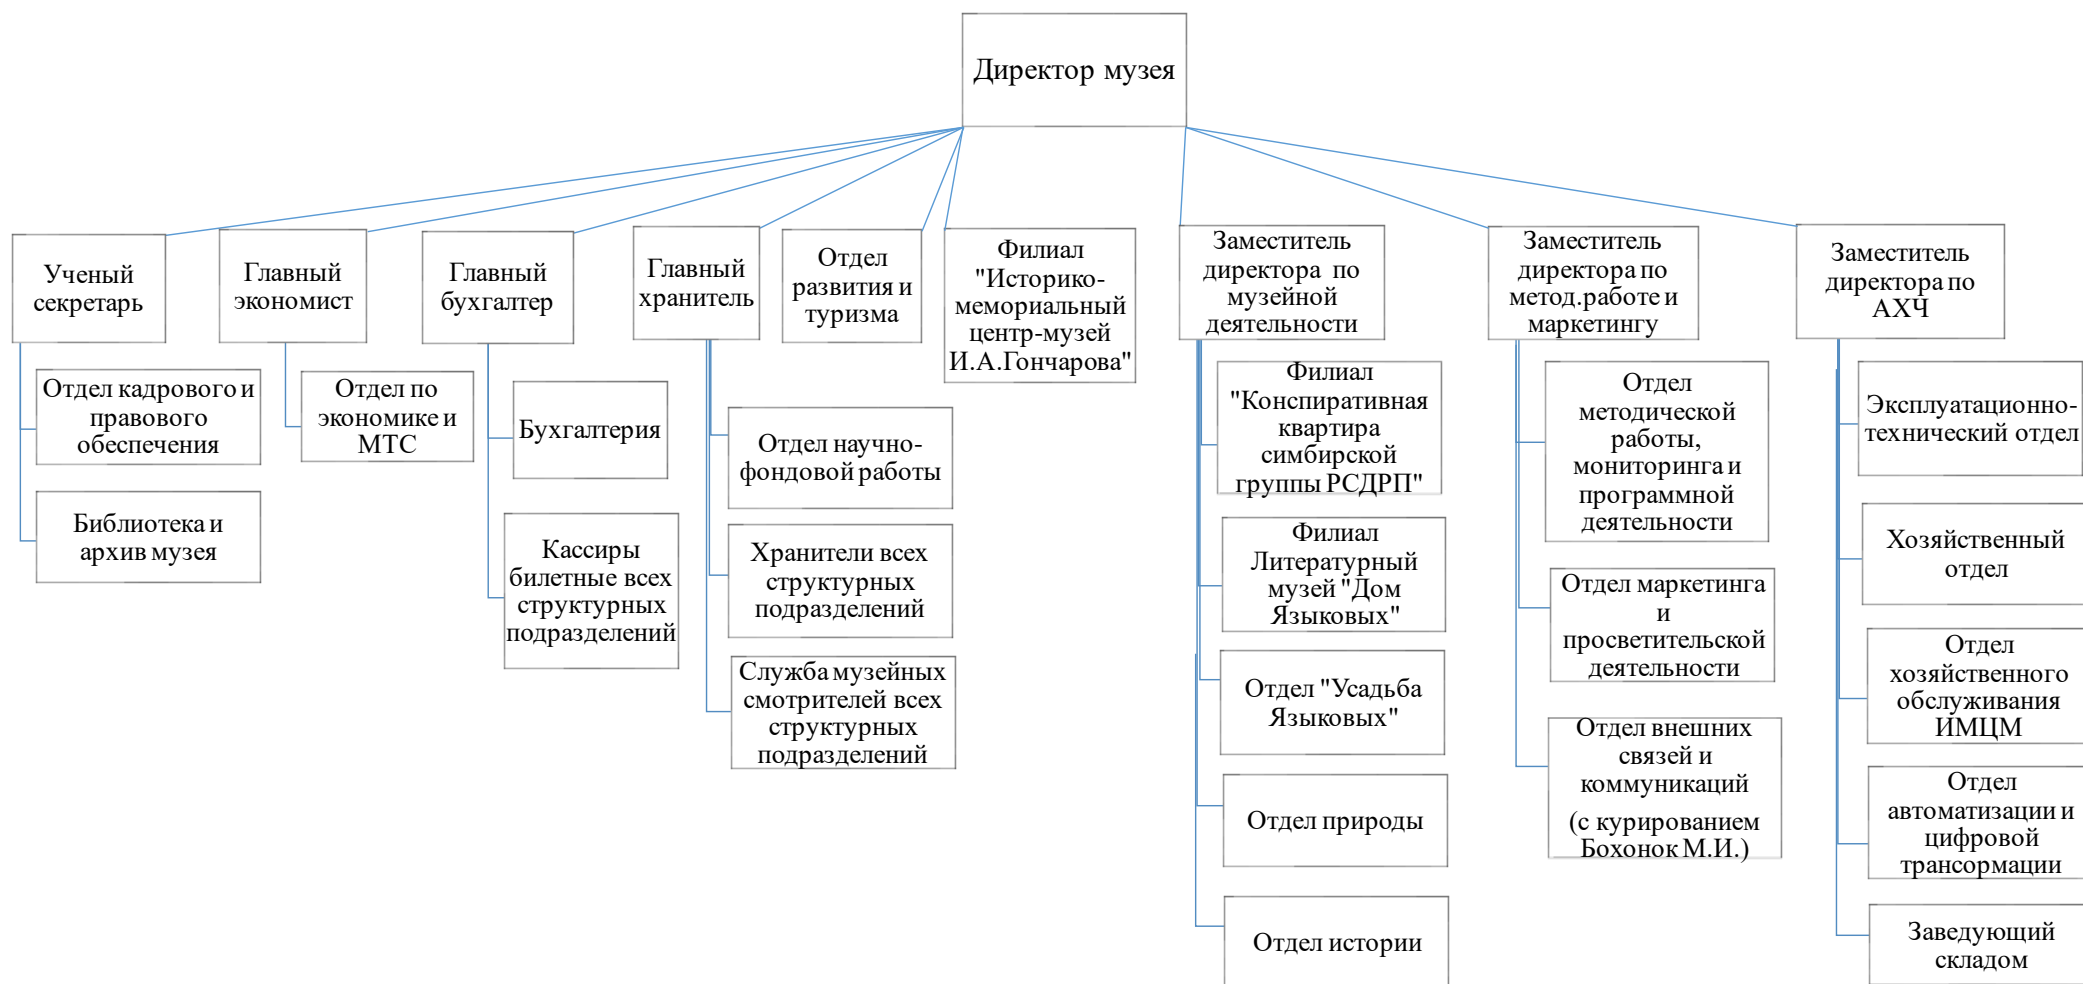 Директор музея
Ученый
секретарь
Отдел кадрового и
правового
обеспечения
Библиотека и
архив музея
Главный
экономист
Отдел по
экономике и
МТС
Главный
бухгалтер
Бухгалтерия
Кассиры
билетные всех
структурных
подразделений
Главный
хранитель
Отдел научно-
фондовой работы
Хранители всех
структурных
подразделений
Служба музейных
смотрителей всех
структурных
подразделений
Отдел
развития и
туризма
Филиал
"Историко-
мемориальный
центр-музей
И.А.Гончарова"
Заместитель
директора по
музейной
деятельности
Филиал
"Конспиративная
квартира
симбирской
группы РСДРП"
Филиал
Литературный
музей "Дом
Языковых"
Отдел "Усадьба
Языковых"
Отдел природы
Отдел истории
Заместитель
директора по
метод.работе и
маркетингу
Отдел
методической
работы,
мониторинга и
программной
деятельности
Отдел маркетинга
и
просветительской
деятельности
Отдел внешних
связей и
коммуникаций
(с курированием
Бохонок М.И.)
Заместитель
директора по
АХЧ
Эксплуатационно-
технический отдел
Хозяйственный
отдел
Отдел
хозяйственного
обслуживания
ИМЦМ
Отдел
автоматизации и
цифровой
трансормации
Заведующий
складом